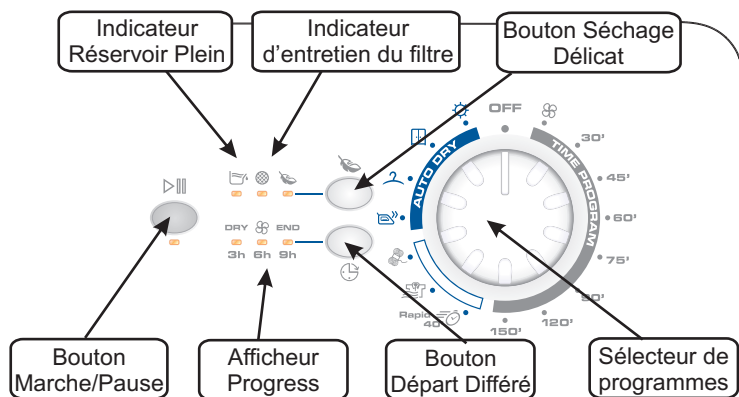 Indicateur
Réservoir Plein
Indicateur
d'entretien du filtre
Bouton Séchage
Délicat
OFF
AUTO DRY
TIME PROGRAM
30'
45'
60'
75'
90'
120'
150'
Rapid
40'
DRY
END
3h 6h 9h
Bouton
Marche/Pause
Afficheur
Progress
Bouton
Départ Différé
Sélecteur de
programmes